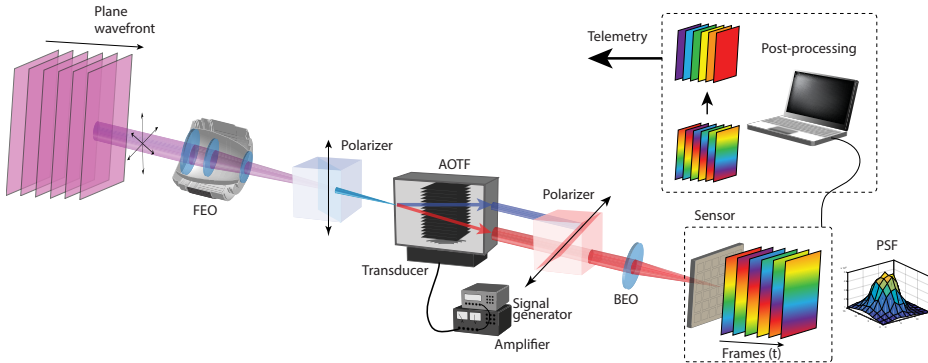 Plane
wavefront
FEO
Polarizer
AOTF
Transducer
Signal
generator
Amplifier
Polarizer
BEO
Telemetry
Post-processing
Sensor
Frames (t)
PSF